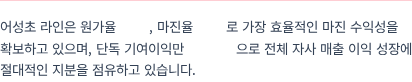 어성초 라인은 원가율 , 마진율 로 가장 효율적인 마진 수익성을
확보하고 있으며, 단독 기여이익만 으로 전체 자사 매출 이익 성장에
절대적인 지분을 점유하고 있습니다.